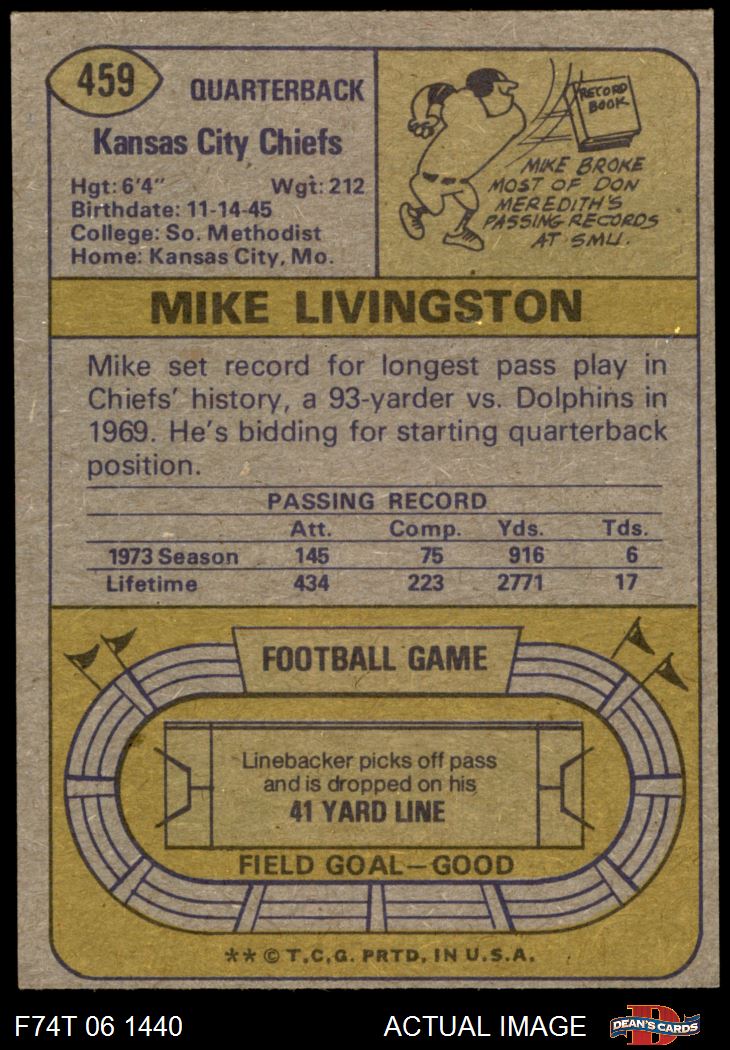 459
QUARTERBACK
Kansas City Chiefs
Hgt: 6'4" Wgt: 212
Birthdate: 11-14-45
College: So. Methodist
Home: Kansas City, Mo.
RECORD
BOOK
MIKE BROKE
MOST OF DON
MEREDITH'S
PASSING RECORDS
AT SMU.
MIKE LIVINGSTON
Mike set record for longest pass play in
Chiefs' history, a 93-yarder vs. Dolphins in
1969. He's bidding for starting quarterback
position.
PASSING RECORD
Att. Comp. Yds. Tds.
1973 Season 145 75 916 6
Lifetime 434 223 2771 17
FOOTBALL GAME
Linebacker picks off pass
and is dropped on his
41 YARD LINE
FIELD GOAL—GOOD
** © T.C.G. PRTD. IN U.S.A.
F74T 06 1440 ACTUAL IMAGE
D
DEAN'S CARDS